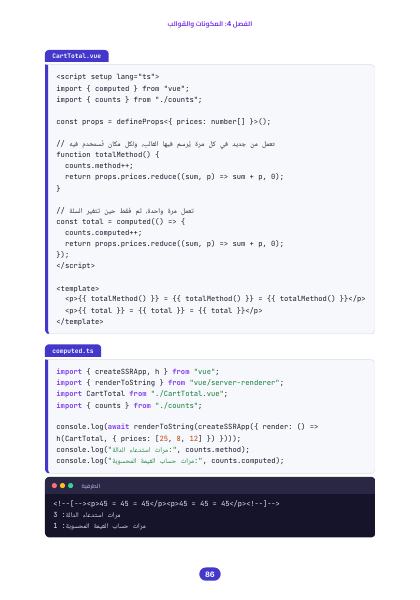 الفصل 4: المكونات والقوالب
CartTotal.vue
<script setup lang="ts">
import { computed } from "vue";
import { counts } from "./counts";
const props = defineProps<{ prices: number[] }>();
// تعمل من جديد في كل مرة يُرسم فيها القالب، ولكل مكان تُستخدم فيه
function totalMethod() {
  counts.method++;
  return props.prices.reduce((sum, p) => sum + p, 0);
}
// تعمل مرة واحدة، ثم فقط حين تتغير السلة
const total = computed(() => {
  counts.computed++;
  return props.prices.reduce((sum, p) => sum + p, 0);
});
</script>
<template>
  <p>{{ totalMethod() }} = {{ totalMethod() }} = {{ totalMethod() }}</p>
  <p>{{ total }} = {{ total }} = {{ total }}</p>
</template>
computed.ts
import { createSSRApp, h } from "vue";
import { renderToString } from "vue/server-renderer";
import CartTotal from "./CartTotal.vue";
import { counts } from "./counts";
console.log(await renderToString(createSSRApp({ render: () =>
h(CartTotal, { prices: [25, 8, 12] }) })));
console.log("مرات استدعاء الدالة:", counts.method);
console.log("مرات حساب القيمة المحسوبة:", counts.computed);
الطرفية
<!--[--><p>45 = 45 = 45</p><p>45 = 45 = 45</p><!--]-->
مرات استدعاء الدالة: 3
مرات حساب القيمة المحسوبة: 1
86